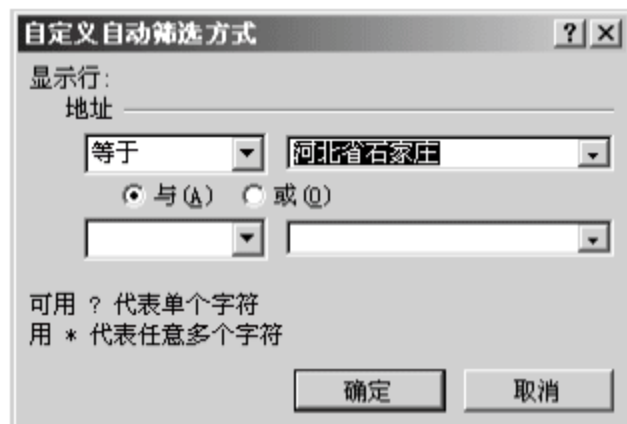 自定义自动筛选方式 ? ×
显示行:
地址
等于 河北省石家庄
与(A) 或(O)
可用 ? 代表单个字符
用 * 代表任意多个字符
确定 取消